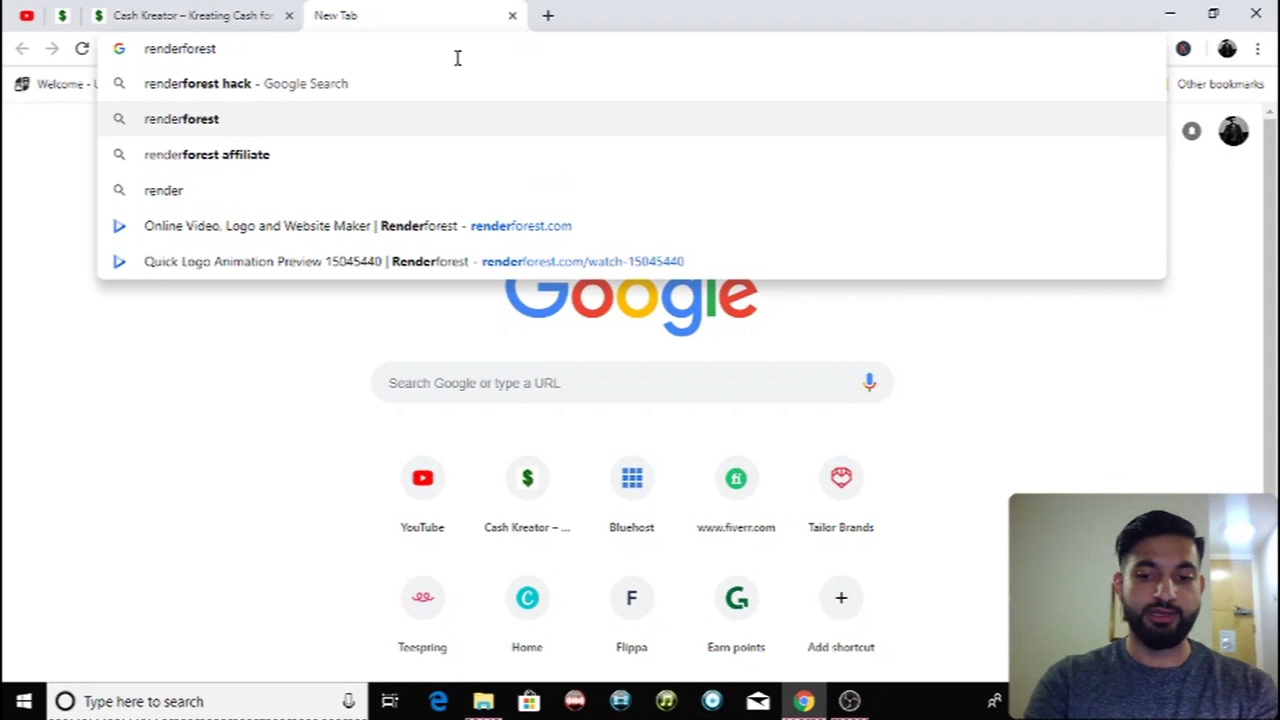 Cash Kreator – Kreating Cash for
New Tab
renderforest
renderforest hack - Google Search
Welcome - 
Other bookmarks
renderforest
renderforest affiliate
render
Online Video, Logo and Website Maker | Renderforest - renderforest.com
Quick Logo Animation Preview 15045440 | Renderforest - renderforest.com/watch-15045440
Google
Search Google or type a URL
YouTube
Cash Kreator – ...
Bluehost
www.fiverr.com
Tailor Brands
Teespring
Home
Flippa
Earn points
Add shortcut
Type here to search